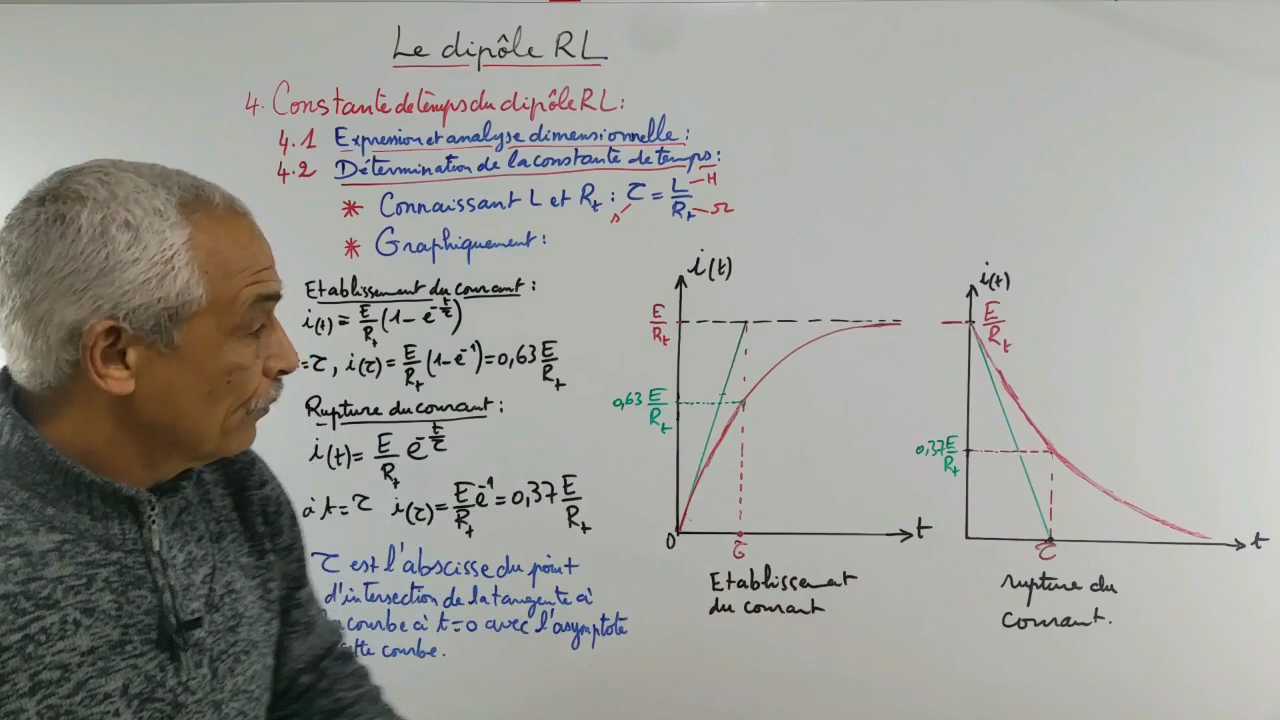 Le dipôle RL
4. Constante de temps du dipôle RL:
4.1 Expression et analyse dimensionnelle:
4.2 Détermination de la constante de temps:
* Connaissant L et Rₜ : τ = L/Rₜ
H
s
Ω
* Graphiquement:
Etablissement du courant:
i(t) = E/Rₜ (1 - e^(-t/τ))
=τ, i(τ) = E/Rₜ (1-e⁻¹) = 0,63 E/Rₜ
Rupture du courant:
i(t) = E/Rₜ e^(-t/τ)
à t = τ i(τ) = E/Rₜ e⁻¹ = 0,37 E/Rₜ
τ est l'abscisse du point
d'intersection de la tangente à
courbe à t=0 avec l'asymptote
courbe.
i(t)
E/Rₜ
0,63 E/Rₜ
0
τ
t
Etablissement
du courant
i(t)
E/Rₜ
0,37 E/Rₜ
τ
t
rupture du
courant.